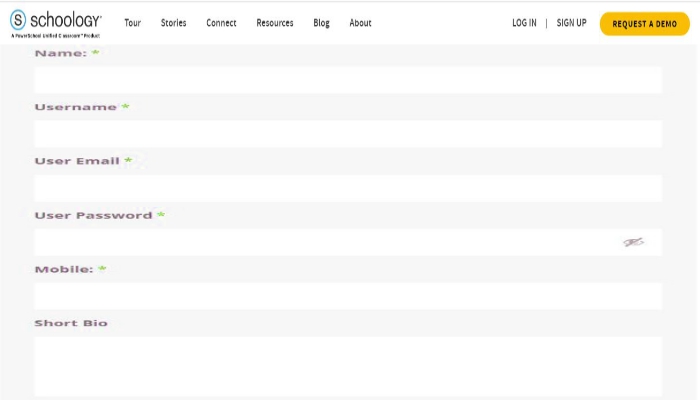 schoology
A PowerSchool Unified Classroom™ Product
Tour Stories Connect Resources Blog About
LOG IN | SIGN UP REQUEST A DEMO
Name: *
Username *
User Email *
User Password *
Mobile: *
Short Bio